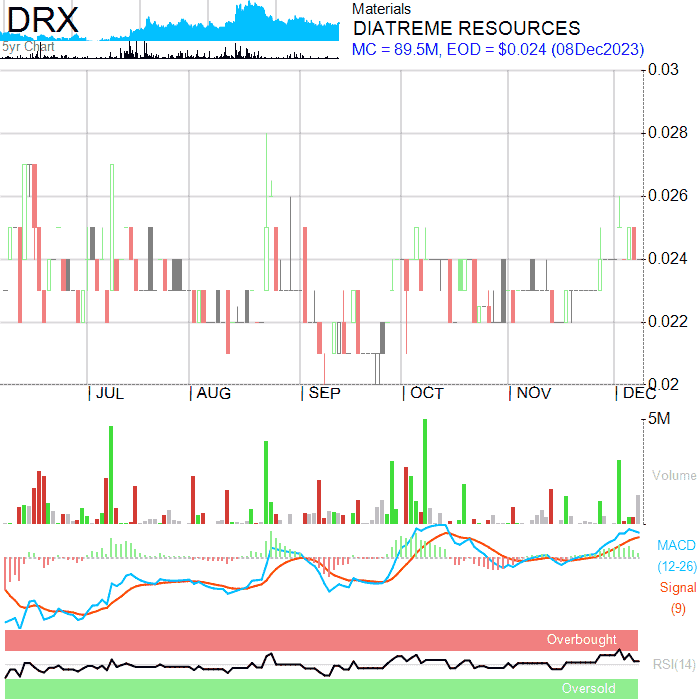 DRX
5yr Chart
Materials
DIATREME RESOURCES
MC = 89.5M, EOD = $0.024 (08Dec2023)
0.03
0.028
0.026
0.024
0.022
0.02
JUL AUG SEP OCT NOV DEC
5M
Volume
MACD
(12-26)
Signal
(9)
Overbought
RSI(14)
Oversold